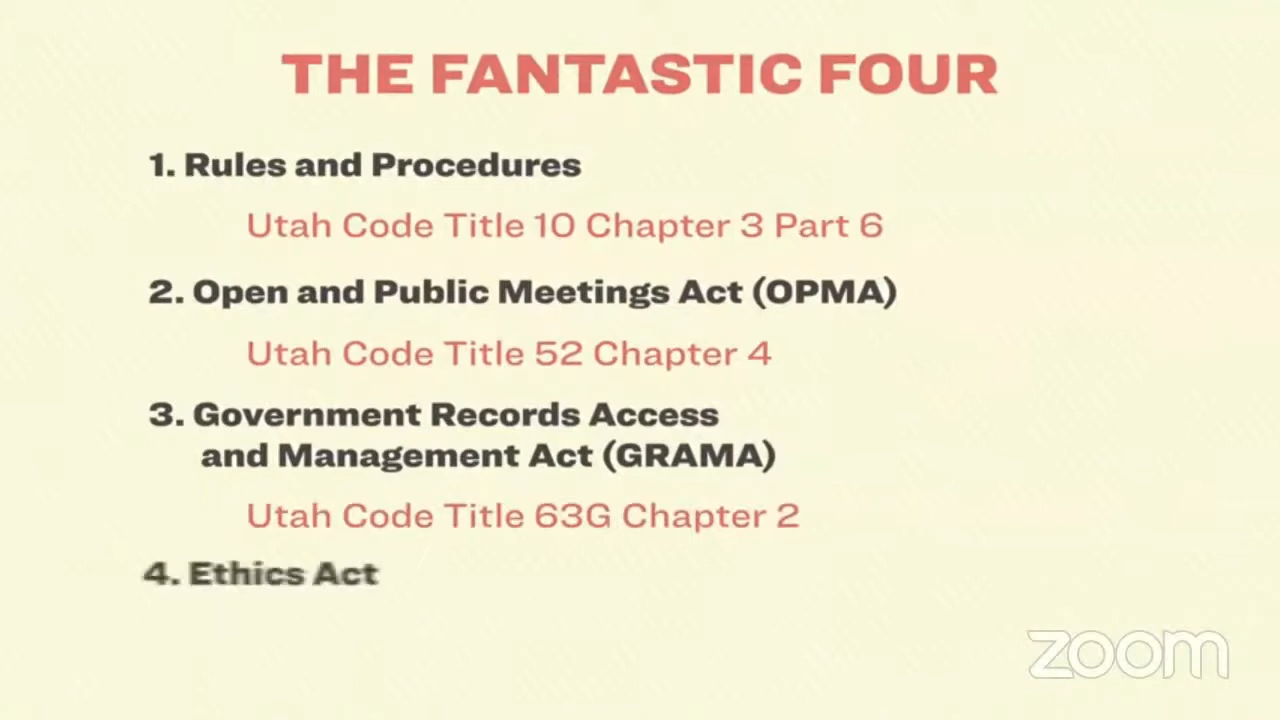 THE FANTASTIC FOUR
1. Rules and Procedures
Utah Code Title 10 Chapter 3 Part 6
2. Open and Public Meetings Act (OPMA)
Utah Code Title 52 Chapter 4
3. Government Records Access
and Management Act (GRAMA)
Utah Code Title 63G Chapter 2
4. Ethics Act
zoom